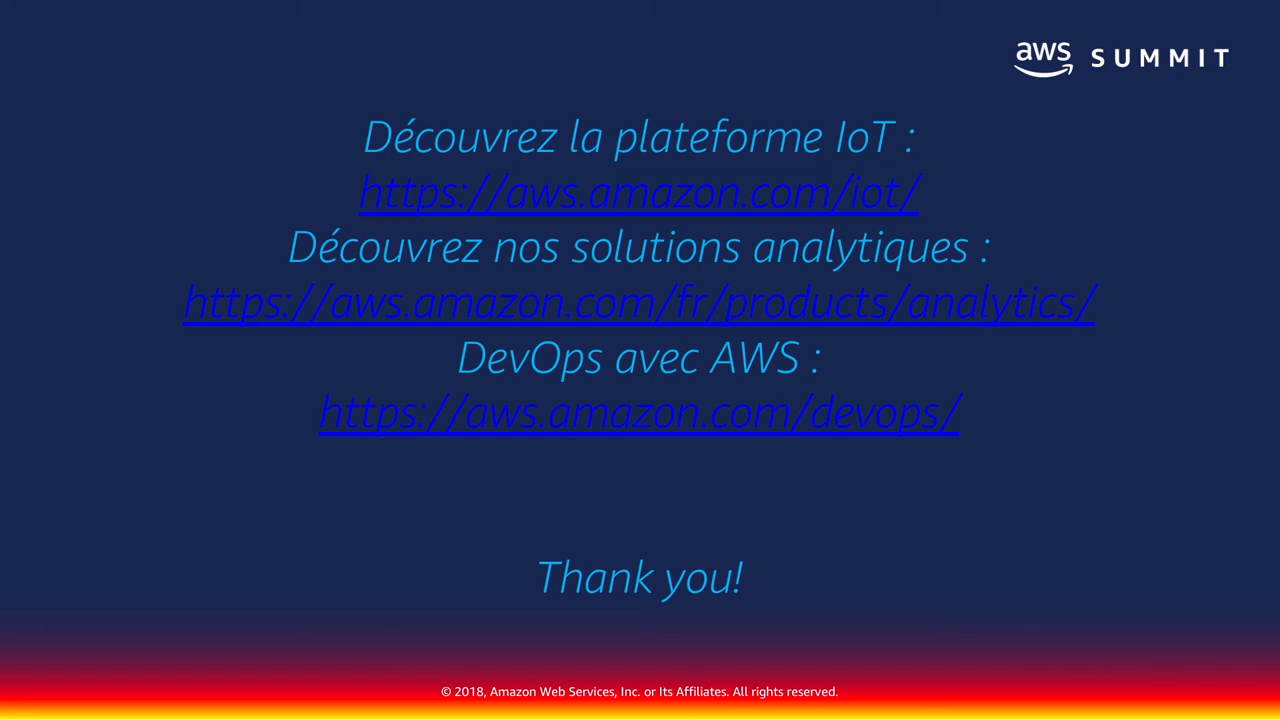 aws SUMMIT
Découvrez la plateforme IoT :
https://aws.amazon.com/iot/
Découvrez nos solutions analytiques :
https://aws.amazon.com/fr/products/analytics/
DevOps avec AWS :
https://aws.amazon.com/devops/
Thank you!
© 2018, Amazon Web Services, Inc. or Its Affiliates. All rights reserved.